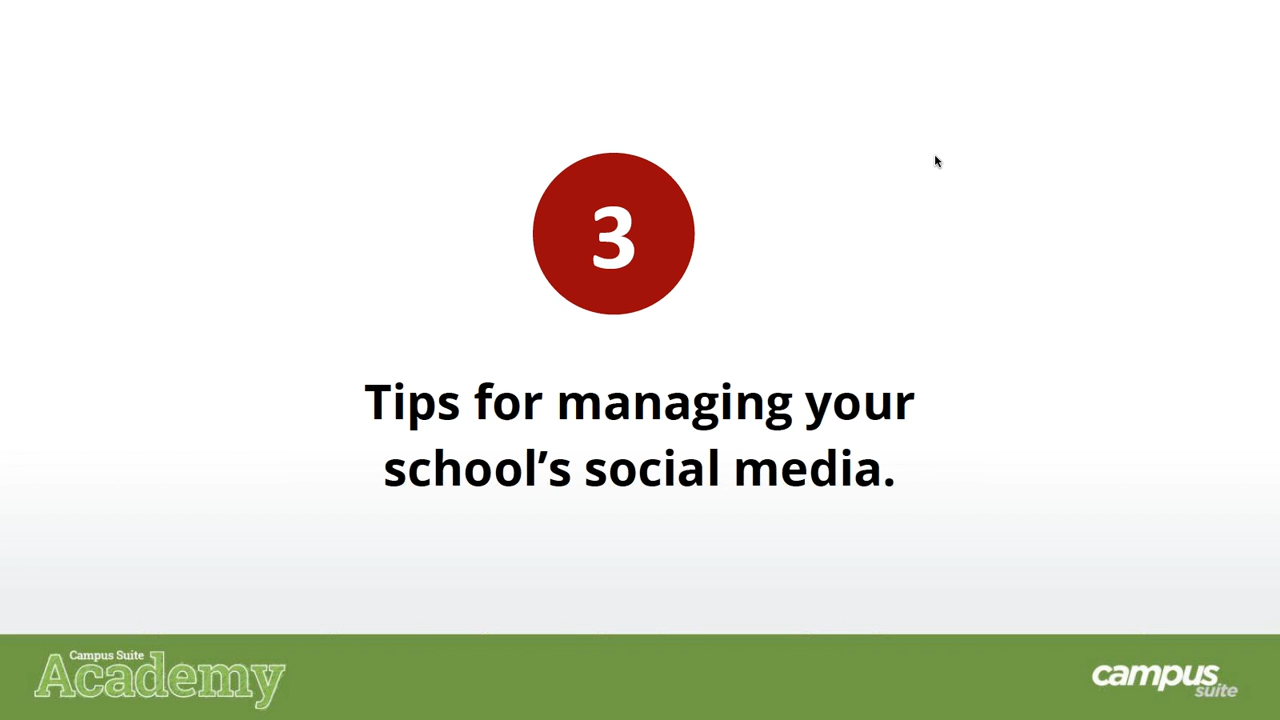 3
Tips for managing your
school’s social media.
Campus Suite
Academy
campus
suite